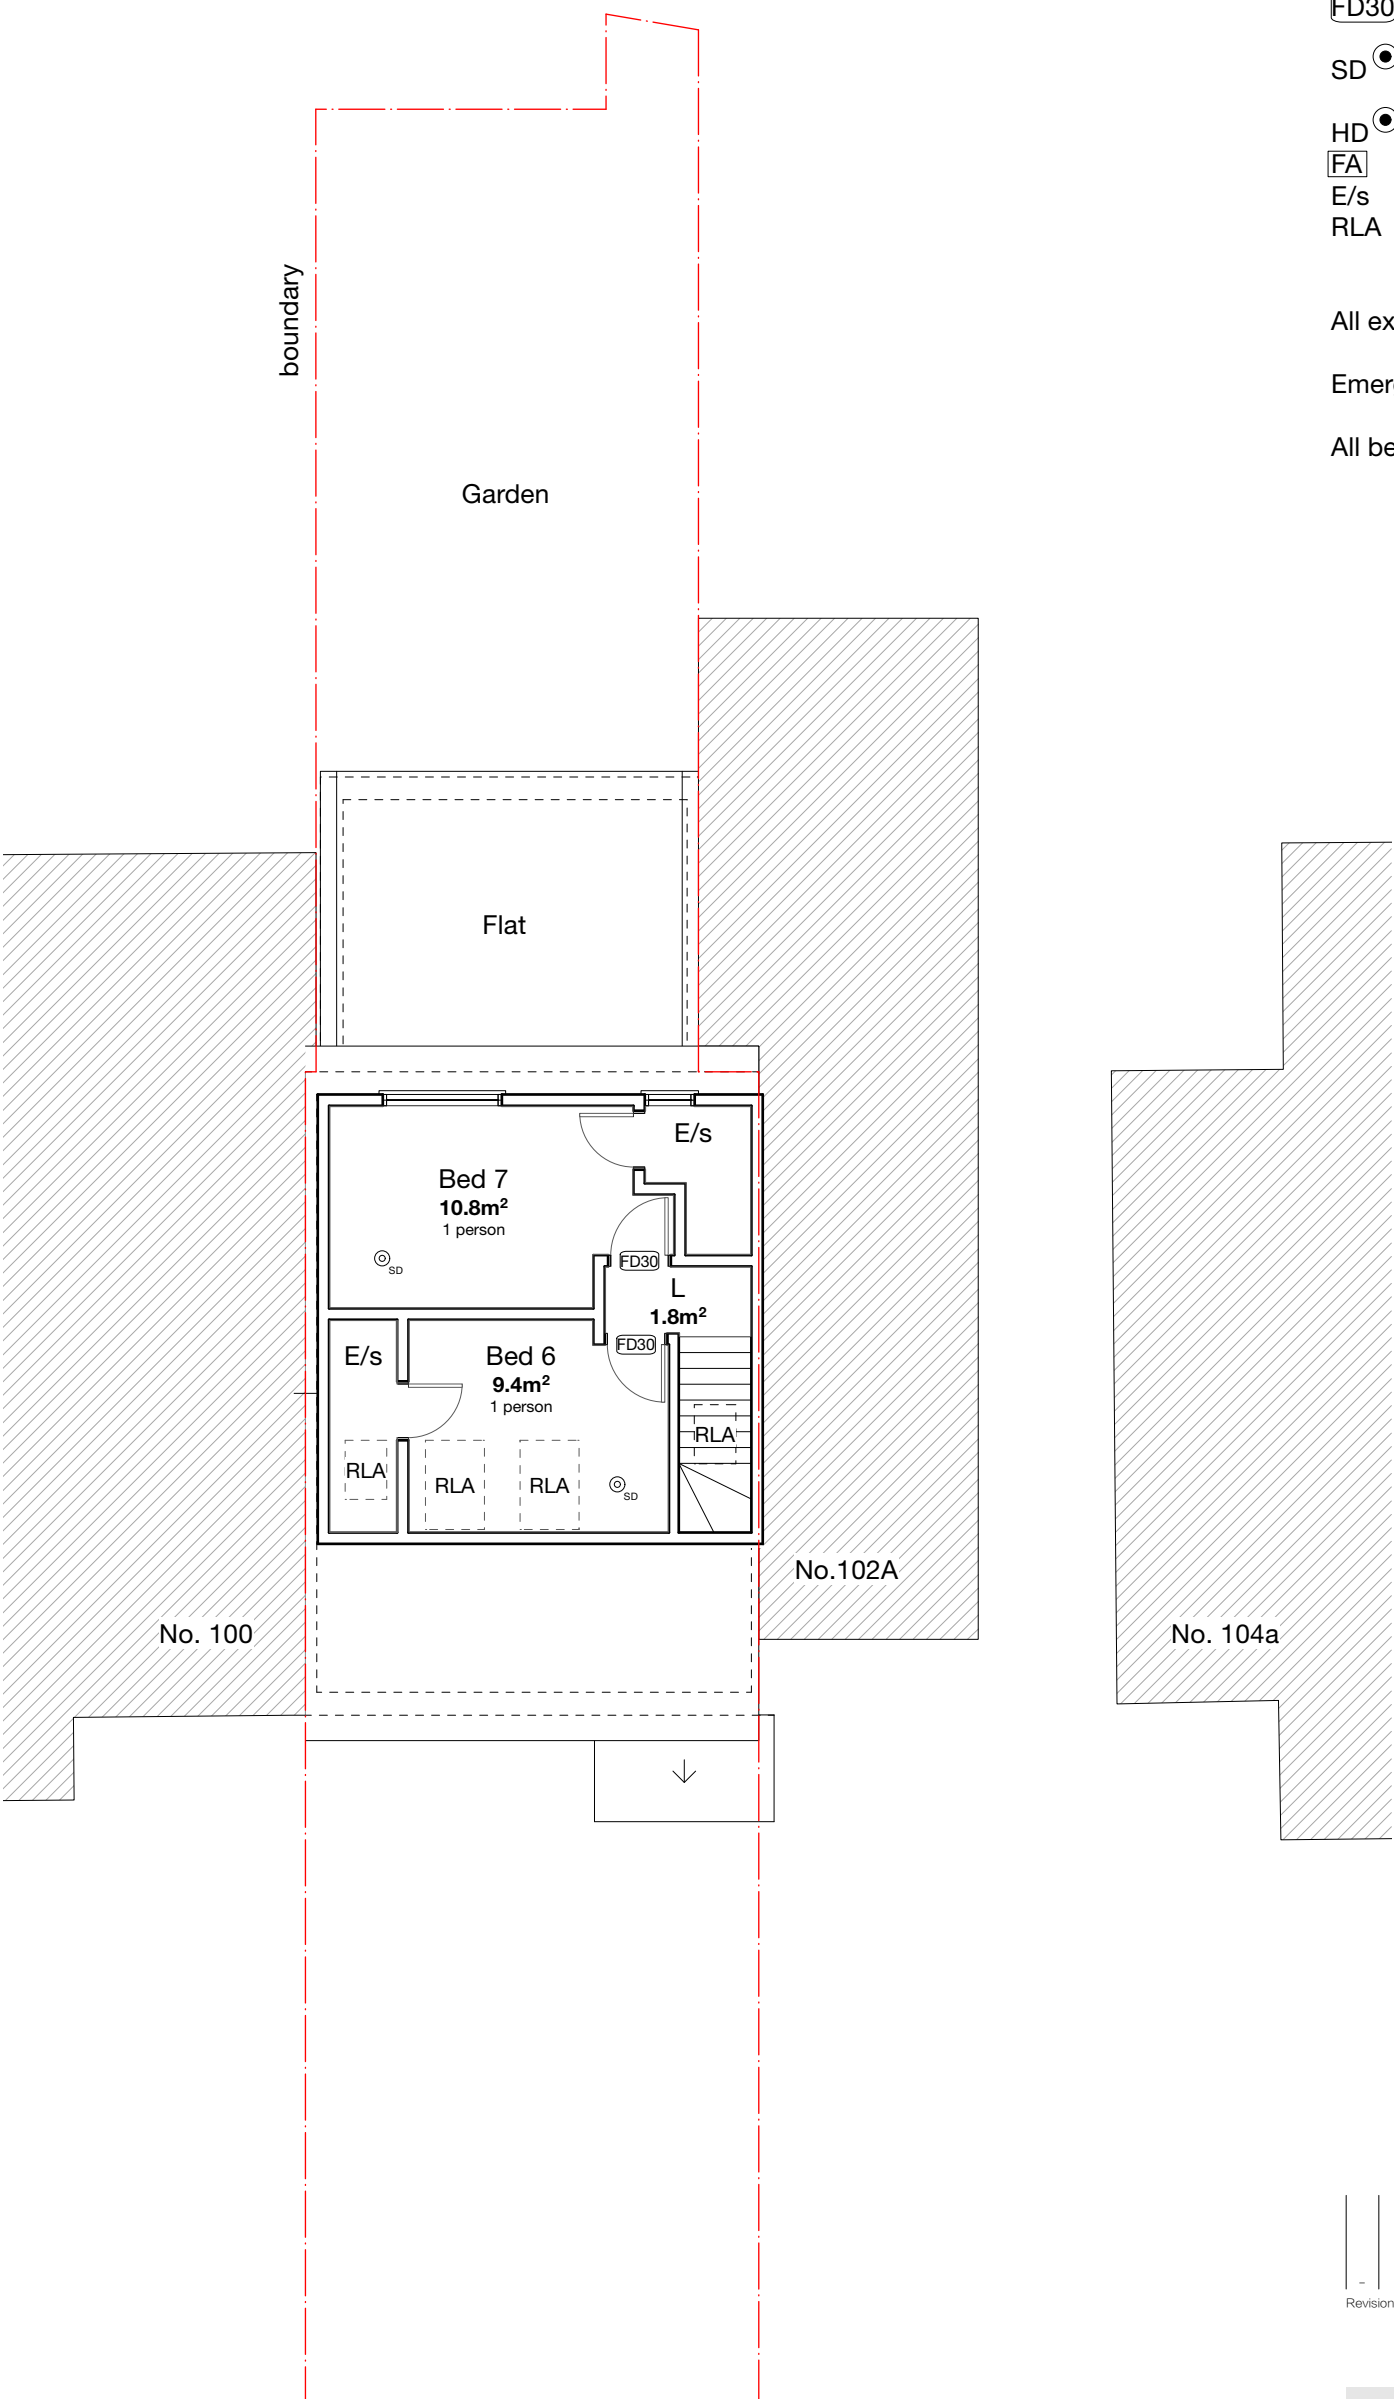 FD30
SD
HD
FA
E/s
RLA
All ex
Emer
All be
boundary
Garden
Flat
E/s
Bed 7
10.8m²
1 person
SD
FD30
L
1.8m²
FD30
E/s
Bed 6
9.4m²
1 person
RLA
RLA
RLA
RLA
SD
No.102A
No. 100
No. 104a
-
Revision